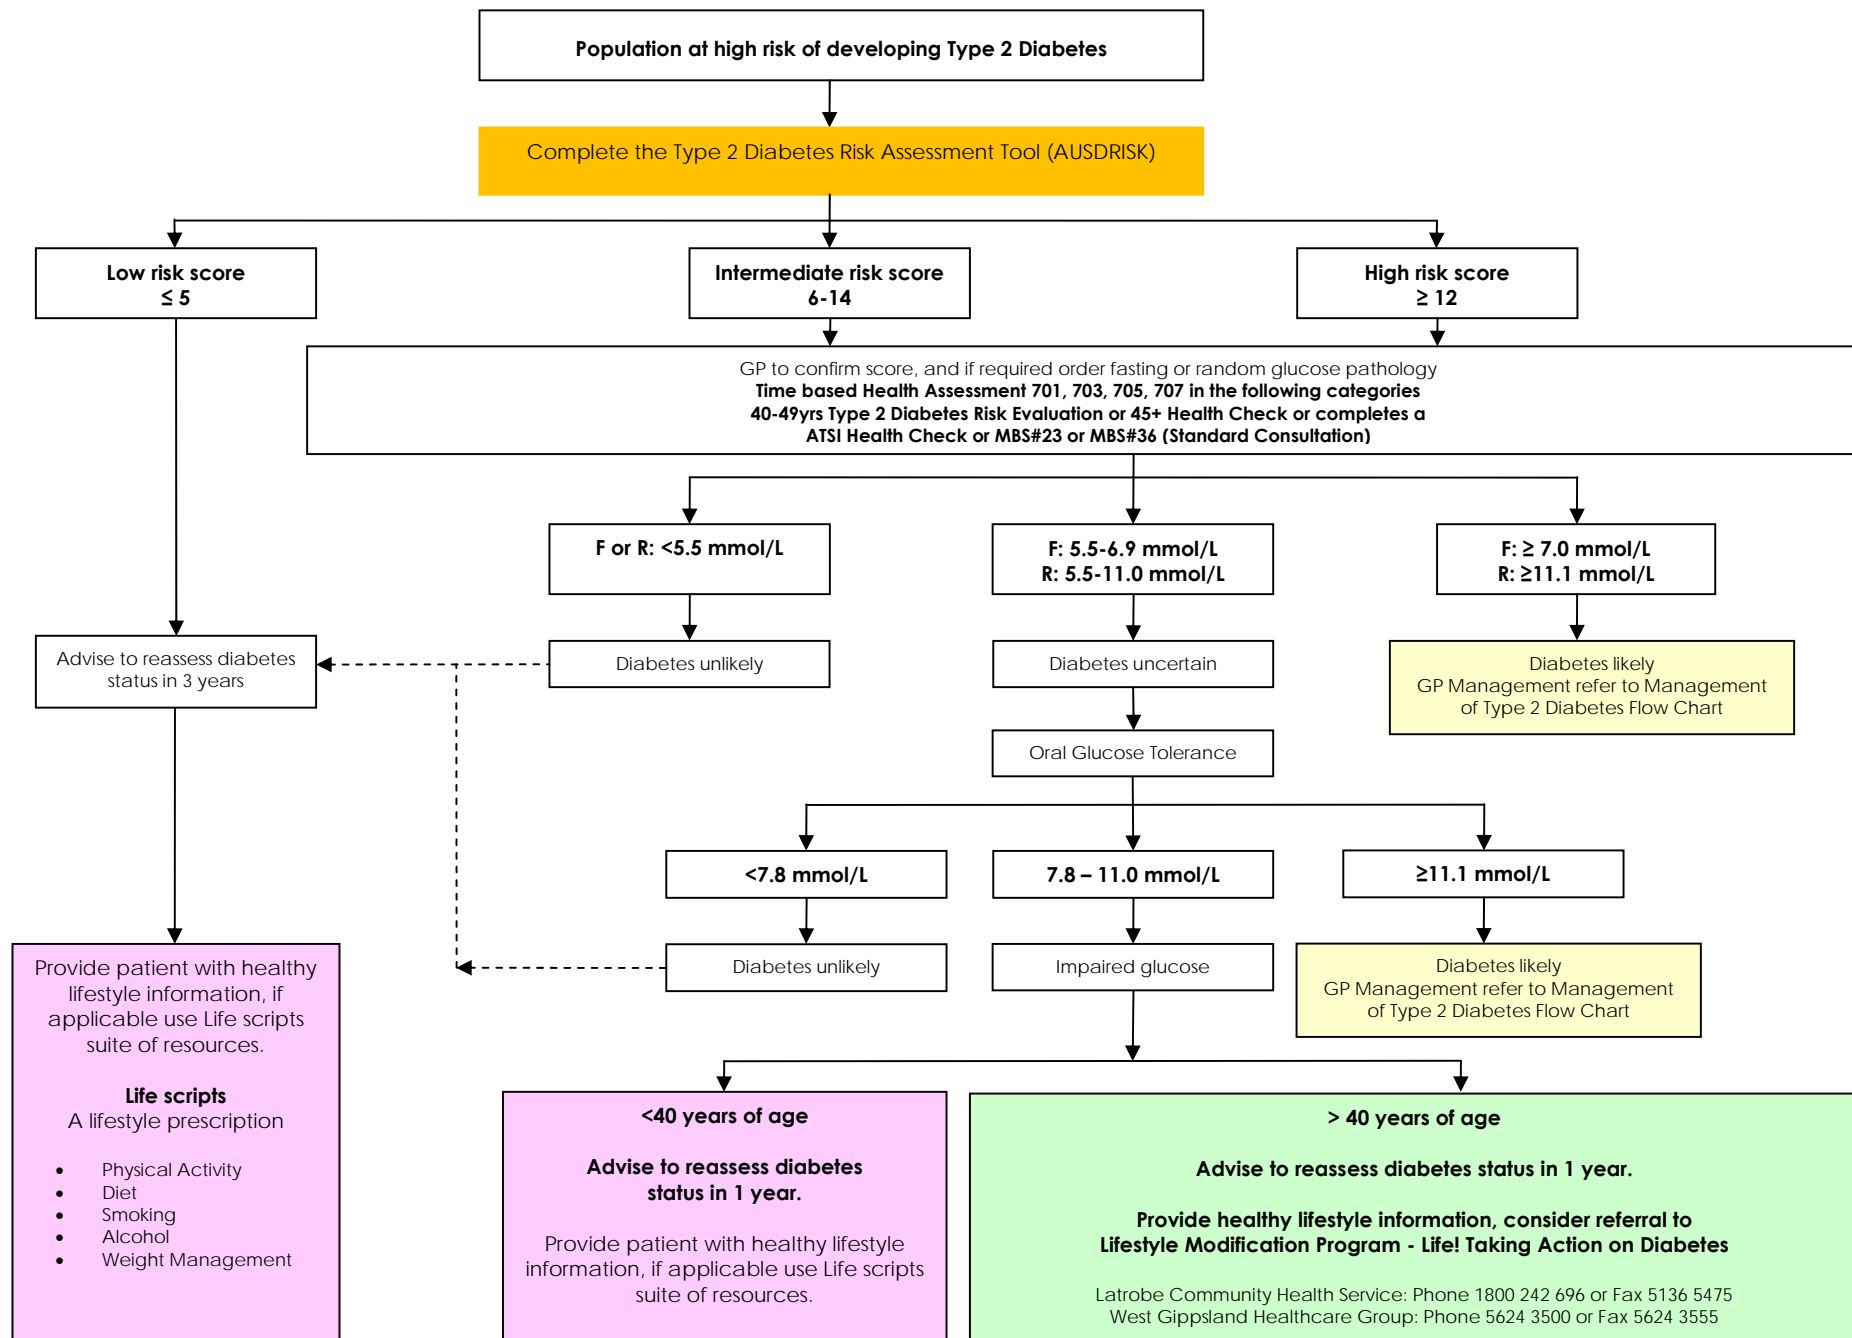 Population at high risk of developing Type 2 Diabetes
Complete the Type 2 Diabetes Risk Assessment Tool (AUSDRISK)
Low risk score
≤ 5
Intermediate risk score
6-14
High risk score
≥ 12
GP to confirm score, and if required order fasting or random glucose pathology
Time based Health Assessment 701, 703, 705, 707 in the following categories
40-49yrs Type 2 Diabetes Risk Evaluation or 45+ Health Check or completes a
ATSI Health Check or MBS#23 or MBS#36 (Standard Consultation)
F or R: <5.5 mmol/L
F: 5.5-6.9 mmol/L
R: 5.5-11.0 mmol/L
F: ≥ 7.0 mmol/L
R: ≥11.1 mmol/L
Advise to reassess diabetes
status in 3 years
Diabetes unlikely
Diabetes uncertain
Diabetes likely
GP Management refer to Management
of Type 2 Diabetes Flow Chart
Oral Glucose Tolerance
<7.8 mmol/L
7.8 – 11.0 mmol/L
≥11.1 mmol/L
Diabetes unlikely
Impaired glucose
Diabetes likely
GP Management refer to Management
of Type 2 Diabetes Flow Chart
Provide patient with healthy
lifestyle information, if
applicable use Life scripts
suite of resources.
Life scripts
A lifestyle prescription
• Physical Activity
• Diet
• Smoking
• Alcohol
• Weight Management
<40 years of age
Advise to reassess diabetes
status in 1 year.
Provide patient with healthy lifestyle
information, if applicable use Life scripts
suite of resources.
> 40 years of age
Advise to reassess diabetes status in 1 year.
Provide healthy lifestyle information, consider referral to
Lifestyle Modification Program - Life! Taking Action on Diabetes
Latrobe Community Health Service: Phone 1800 242 696 or Fax 5136 5475
West Gippsland Healthcare Group: Phone 5624 3500 or Fax 5624 3555